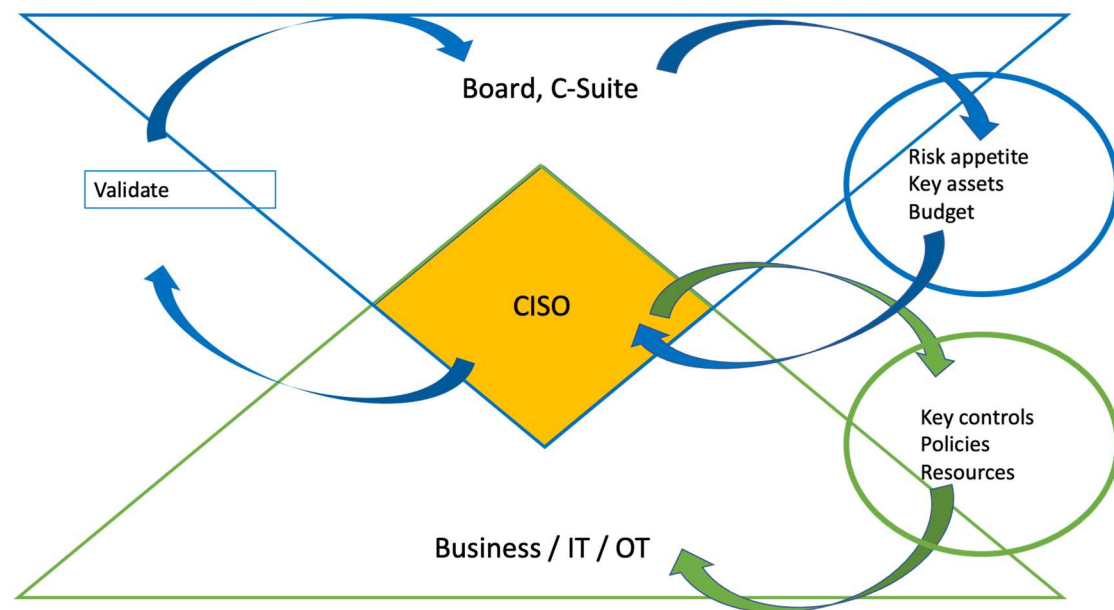 Board, C-Suite
Risk appetite
Key assets
Budget
Validate
CISO
Key controls
Policies
Resources
Business / IT / OT